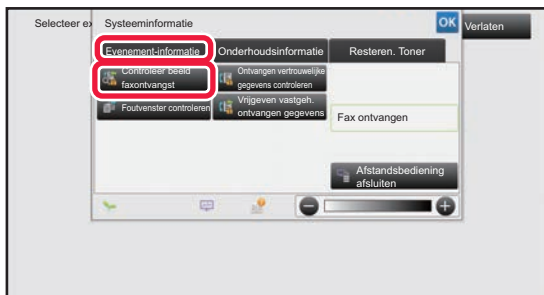 Selecteer ex
Systeeminformatie
OK
Verlaten
Evenement-informatie
Onderhoudsinformatie
Resteren. Toner
Controleer beeld
faxontvangst
Ontvangen vertrouwelijke
gegevens controleren
Foutvenster controleren
Vrijgeven vastgeh.
ontvangen gegevens
Fax ontvangen
Afstandsbediening
afsluiten